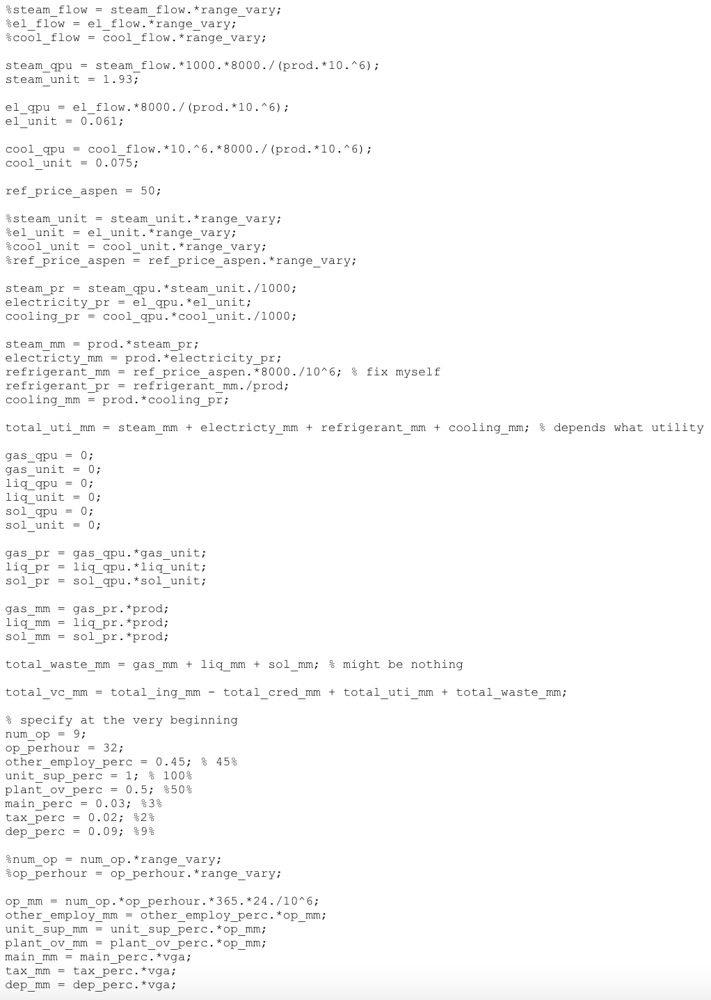 %steam_flow = steam_flow.*range_vary;
%el_flow = el_flow.*range_vary;
%cool_flow = cool_flow.*range_vary;

steam_qpu = steam_flow.*1000.*8000./(prod.*10.^6);
steam_unit = 1.93;

el_qpu = el_flow.*8000./(prod.*10.^6);
el_unit = 0.061;

cool_qpu = cool_flow.*10.^6.*8000./(prod.*10.^6);
cool_unit = 0.075;

ref_price_aspen = 50;

%steam_unit = steam_unit.*range_vary;
%el_unit = el_unit.*range_vary;
%cool_unit = cool_unit.*range_vary;
%ref_price_aspen = ref_price_aspen.*range_vary;

steam_pr = steam_qpu.*steam_unit./1000;
electricity_pr = el_qpu.*el_unit;
cooling_pr = cool_qpu.*cool_unit./1000;

steam_mm = prod.*steam_pr;
electricty_mm = prod.*electricity_pr;
refrigerant_mm = ref_price_aspen.*8000./10^6; % fix myself
refrigerant_pr = refrigerant_mm./prod;
cooling_mm = prod.*cooling_pr;

total_uti_mm = steam_mm + electricty_mm + refrigerant_mm + cooling_mm; % depends what utility

gas_qpu = 0;
gas_unit = 0;
liq_qpu = 0;
liq_unit = 0;
sol_qpu = 0;
sol_unit = 0;

gas_pr = gas_qpu.*gas_unit;
liq_pr = liq_qpu.*liq_unit;
sol_pr = sol_qpu.*sol_unit;

gas_mm = gas_pr.*prod;
liq_mm = liq_pr.*prod;
sol_mm = sol_pr.*prod;

total_waste_mm = gas_mm + liq_mm + sol_mm; % might be nothing

total_vc_mm = total_ing_mm - total_cred_mm + total_uti_mm + total_waste_mm;

% specify at the very beginning
num_op = 9;
op_perhour = 32;
other_employ_perc = 0.45; % 45%
unit_sup_perc = 1; % 100%
plant_ov_perc = 0.5; %50%
main_perc = 0.03; %3%
tax_perc = 0.02; %2%
dep_perc = 0.09; %9%

%num_op = num_op.*range_vary;
%op_perhour = op_perhour.*range_vary;

op_mm = num_op.*op_perhour.*365.*24./10^6;
other_employ_mm = other_employ_perc.*op_mm;
unit_sup_mm = unit_sup_perc.*op_mm;
plant_ov_mm = plant_ov_perc.*op_mm;
main_mm = main_perc.*vga;
tax_mm = tax_perc.*vga;
dep_mm = dep_perc.*vga;